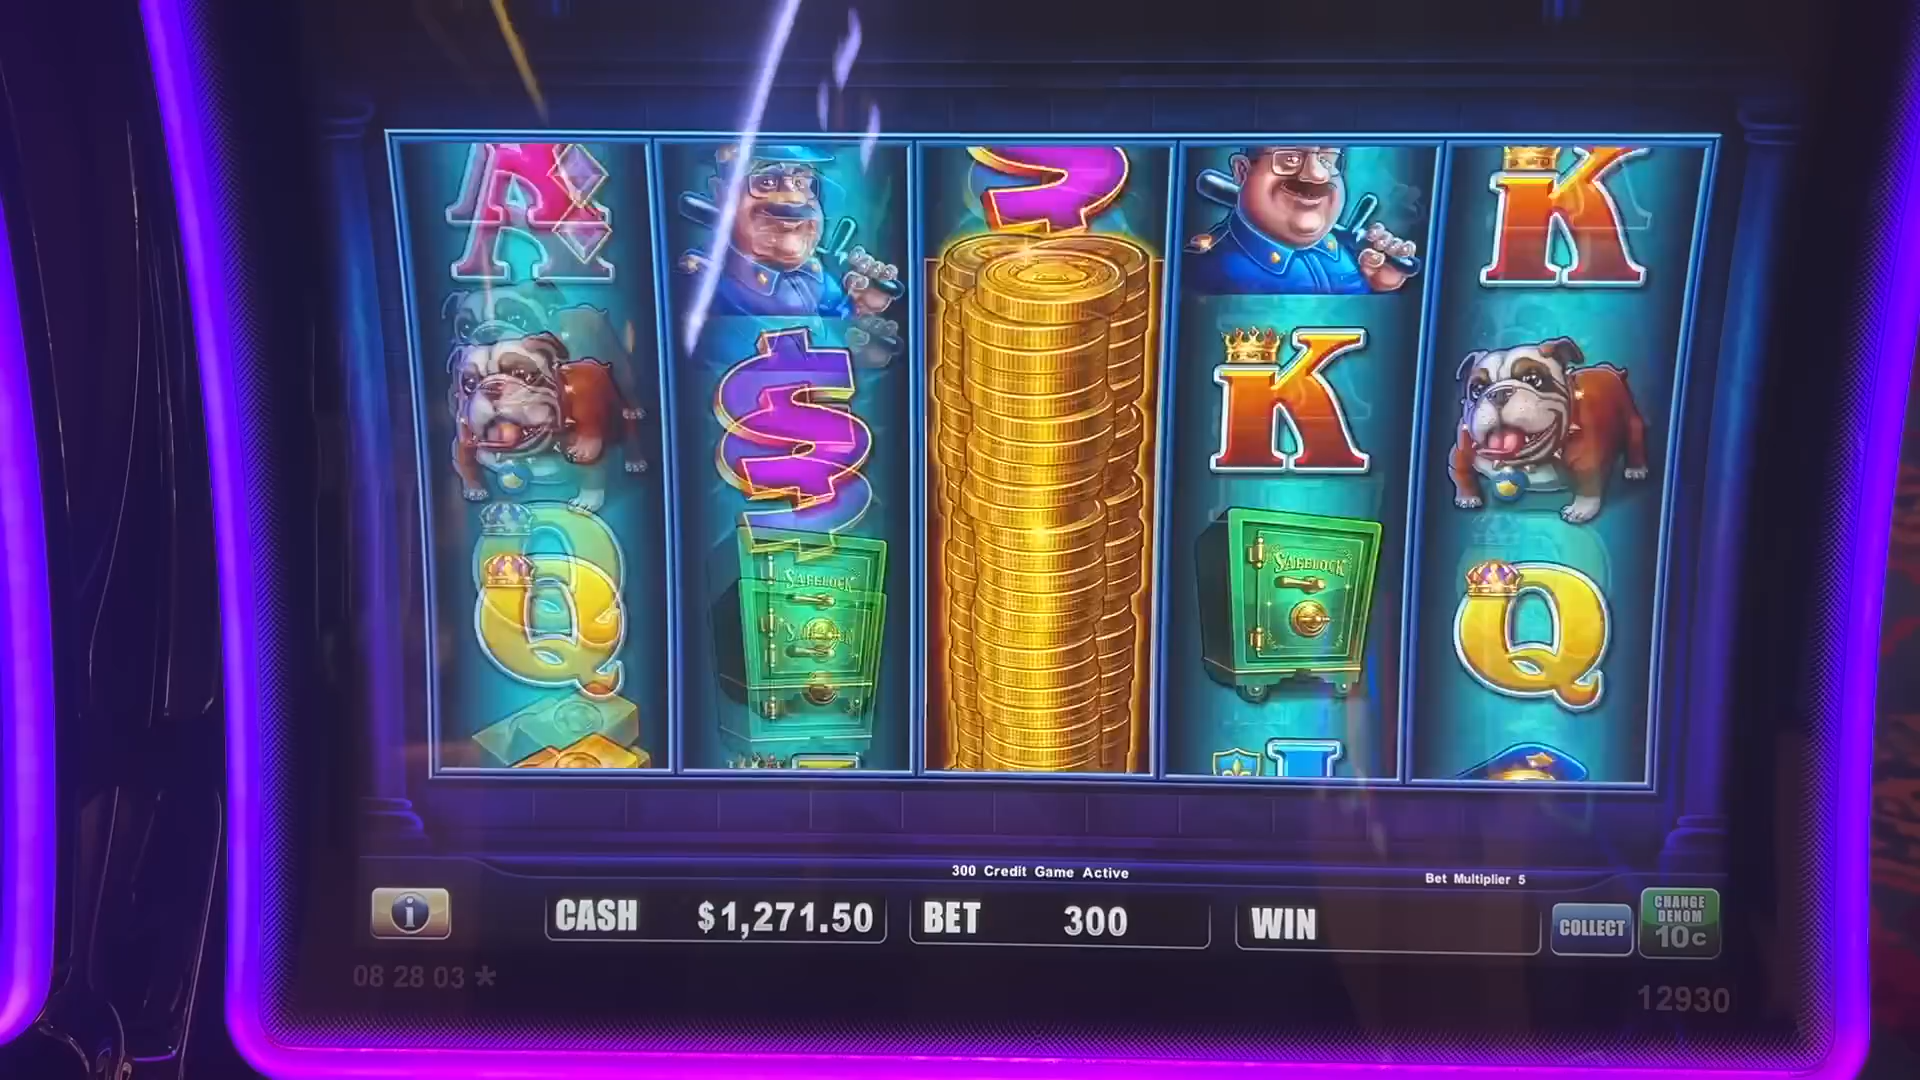 A
$
K
K
$
SAFELOCK
SAFELOCK
Q
Q
300 Credit Game Active
Bet Multiplier 5
i
CASH $1,271.50
BET 300
WIN
COLLECT
CHANGE
DENOM
10c
08 28 03 *
12930